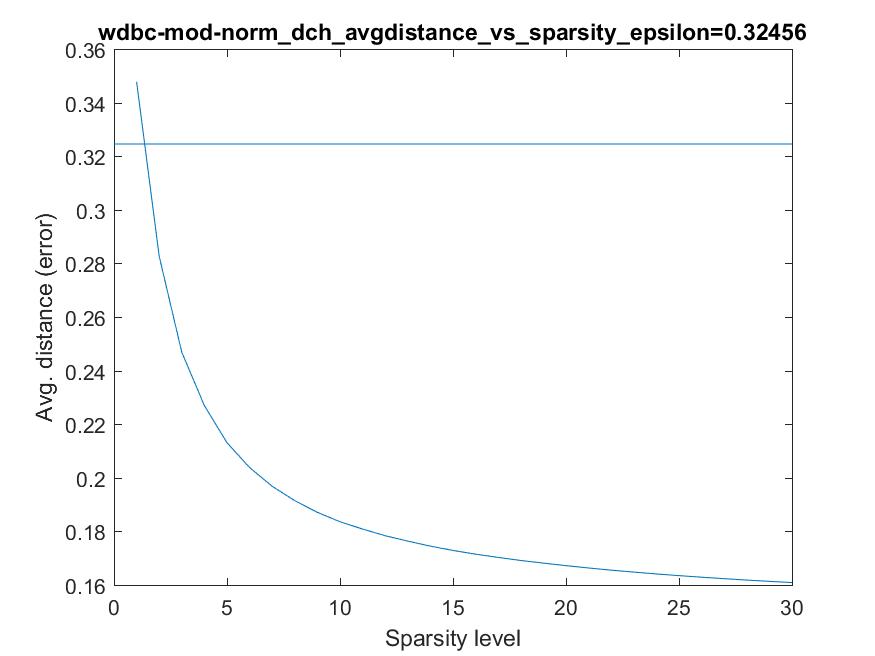 wdbc-mod-norm_dch_avgdistance_vs_sparsity_epsilon=0.32456
0.36
0.34
0.32
0.3
0.28
0.26
0.24
0.22
0.2
0.18
0.16
Avg. distance (error)
0 5 10 15 20 25 30
Sparsity level